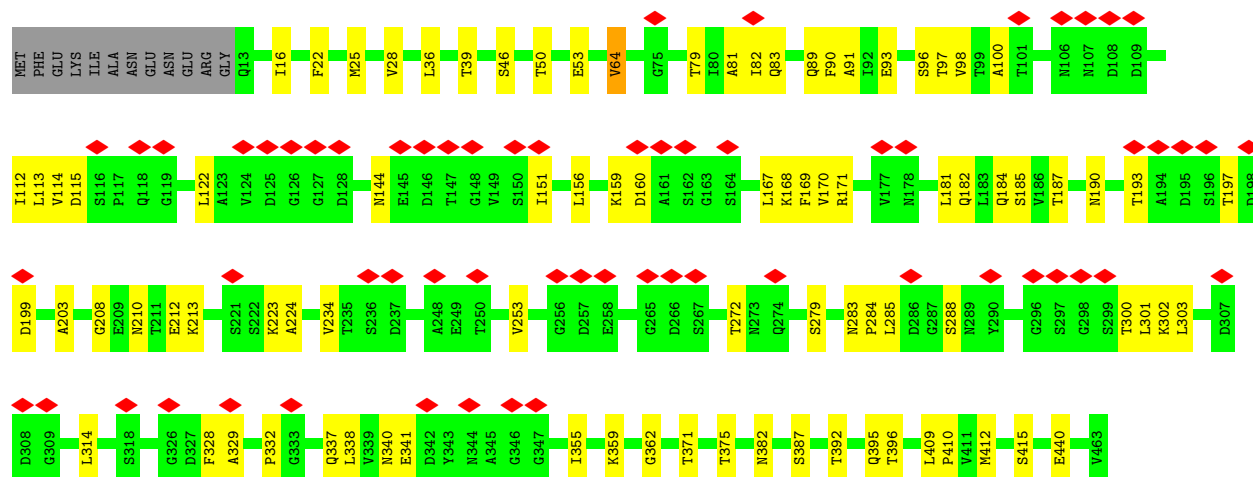 MET PHE GLU LYS ILE ALA ASN GLU ASN GLU ARG GLY Q13 I16 F22 M25 V28 L36 T39 S46 T50 E53 V64 G75 T79 I80 A81 I82 Q83 Q89 F90 A91 I92 E93 S96 T97 V98 T99 A100 T101 N106 N107 D108 D109
I112 L113 V114 D115 S116 P117 Q118 G119 L122 A123 V124 D125 G126 G127 D128 N144 E145 D146 T147 G148 V149 S150 I151 L156 K159 D160 A161 S162 G163 S164 L167 K168 F169 V170 R171 V177 N178 L181 Q182 L183 Q184 S185 V186 T187 N190 T193 A194 D195 S196 T197 D198
D199 A203 G208 E209 N210 T211 E212 K213 S221 S222 K223 A224 V234 T235 S236 D237 A248 E249 T250 V253 G256 D257 E258 G265 D266 S267 T272 N273 Q274 S279 N283 P284 L285 D286 G287 S288 N289 Y290 G296 S297 G298 S299 T300 L301 K302 L303 D307
D308 G309 L314 S318 G326 D327 F328 A329 P332 G333 Q337 L338 V339 N340 E341 D342 Y343 N344 A345 G346 G347 I355 K359 G362 T371 T375 N382 S387 T392 Q395 T396 L409 P410 V411 M412 S415 E440 V463